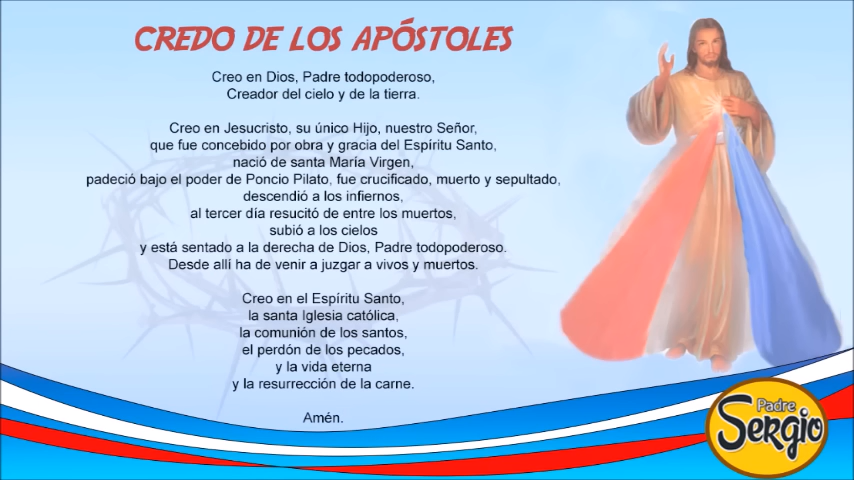 CREDO DE LOS APÓSTOLES
Creo en Dios, Padre todopoderoso,
Creador del cielo y de la tierra.
Creo en Jesucristo, su único Hijo, nuestro Señor,
que fue concebido por obra y gracia del Espíritu Santo,
nació de santa María Virgen,
padeció bajo el poder de Poncio Pilato, fue crucificado, muerto y sepultado,
descendió a los infiernos,
al tercer día resucitó de entre los muertos,
subió a los cielos
y está sentado a la derecha de Dios, Padre todopoderoso.
Desde allí ha de venir a juzgar a vivos y muertos.
Creo en el Espíritu Santo,
la santa Iglesia católica,
la comunión de los santos,
el perdón de los pecados,
y la vida eterna
y la resurrección de la carne.
Amén.
Padre
Sergio